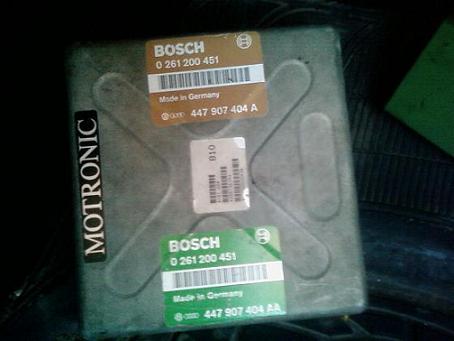 BOSCH
0 261 200 451
Made in Germany
447 907 404 A
MOTRONIC
010
BOSCH
0 261 200 451
Made in Germany
447 907 404 AA